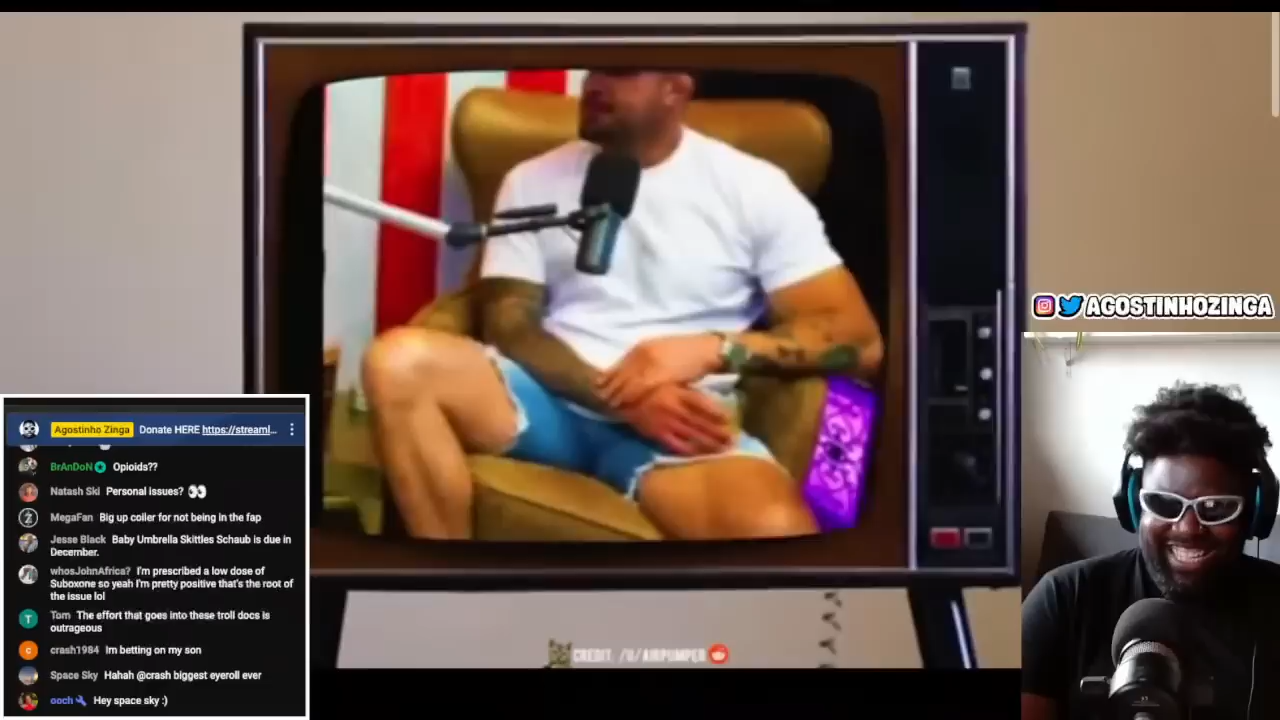 AGOSTINHOZINGA
Agostinho Zinga Donate HERE https://streaml...
BrAnDoN Opioids??
Natash Ski Personal issues? 👀
MegaFan Big up coiler for not being in the fap
Jesse Black Baby Umbrella Skittles Schaub is due in
December.
whosJohnAfrica? I'm prescribed a low dose of
Suboxone so yeah I'm pretty positive that's the root of
the issue lol
T
Tom The effort that goes into these troll docs is
outrageous
c
crash1984 Im betting on my son
Space Sky Hahah @crash biggest eyeroll ever
ooch Hey space sky :)
CREDIT: /U/AIRPUMPER